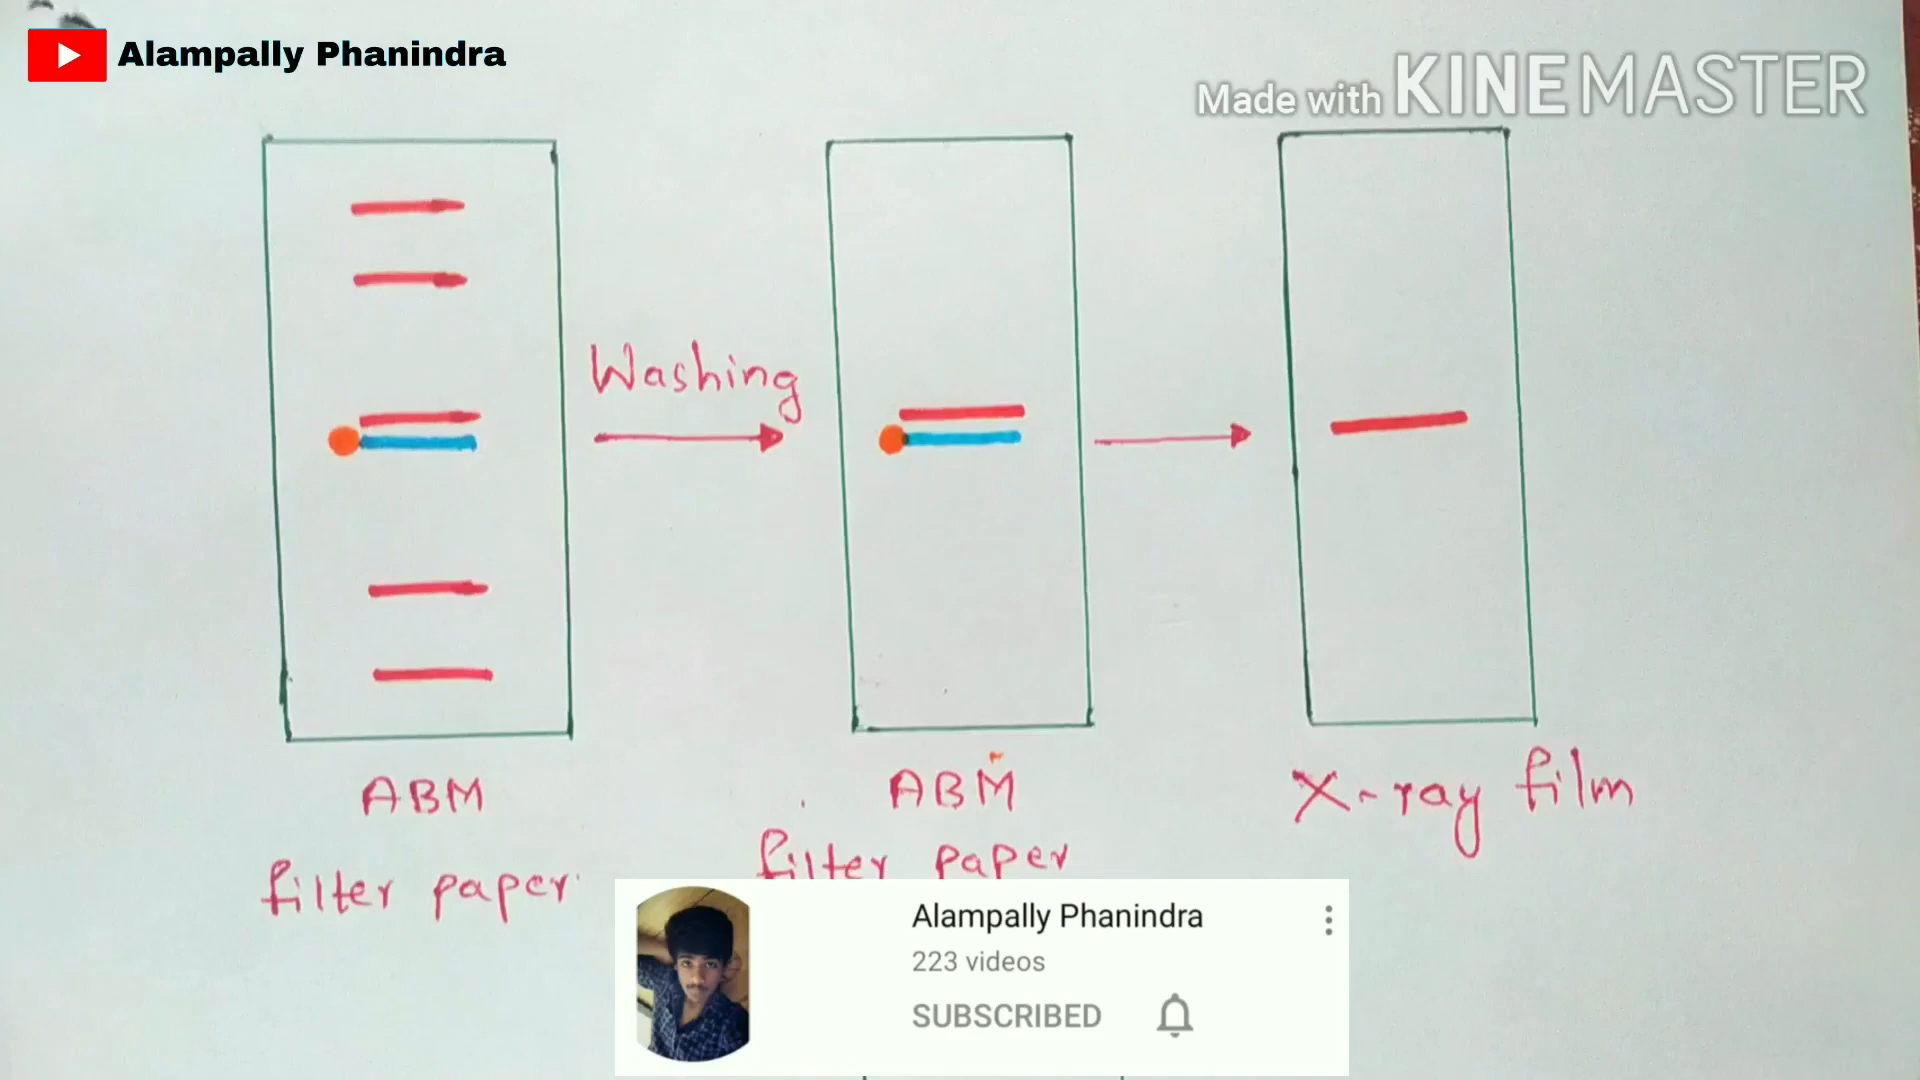 Alampally Phanindra
Made with KINEMASTER
Washing
ABM
filter paper
ABM
filter paper
X-ray film
Alampally Phanindra
223 videos
SUBSCRIBED